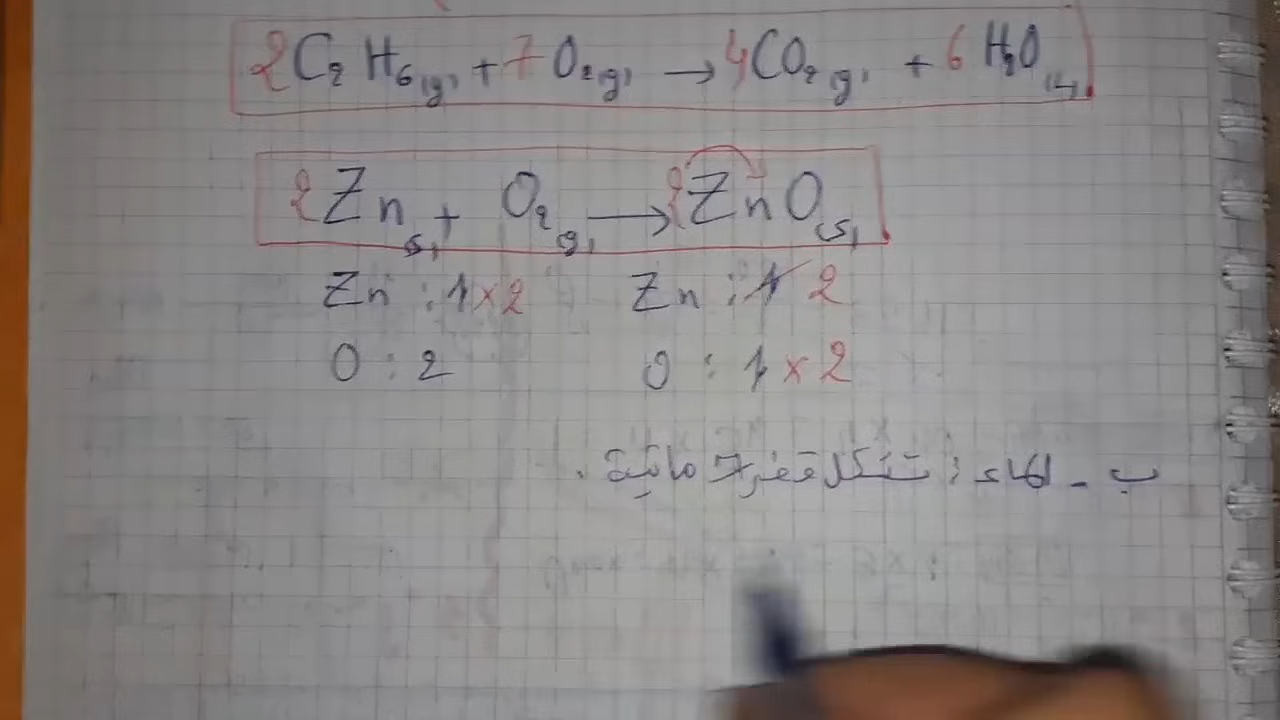 2C₂H₆(g) + 7O₂(g) → 4CO₂(g) + 6H₂O(L)
2Zn(s) + O₂(g) → 2ZnO(s)
Zn : 1×2 Zn : 1 2
O : 2 O : 1×2
ب - الماء : تشكل قطرات مائية .